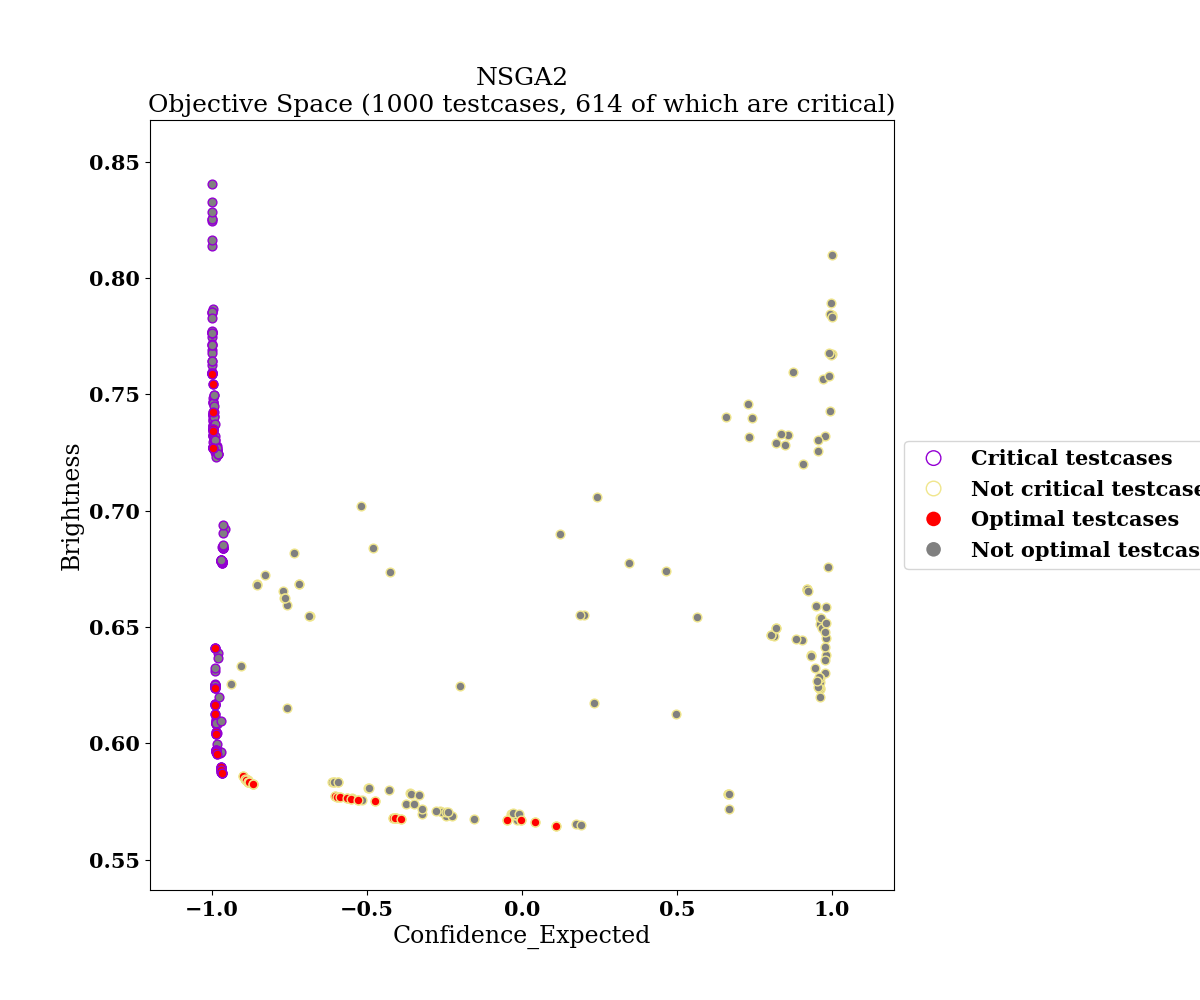 NSGA2
Objective Space (1000 testcases, 614 of which are critical)
0.85
0.80
0.75
0.70
0.65
0.60
0.55
Brightness
−1.0
−0.5
0.0
0.5
1.0
Confidence_Expected
Critical testcases
Not critical testcase
Optimal testcases
Not optimal testcas